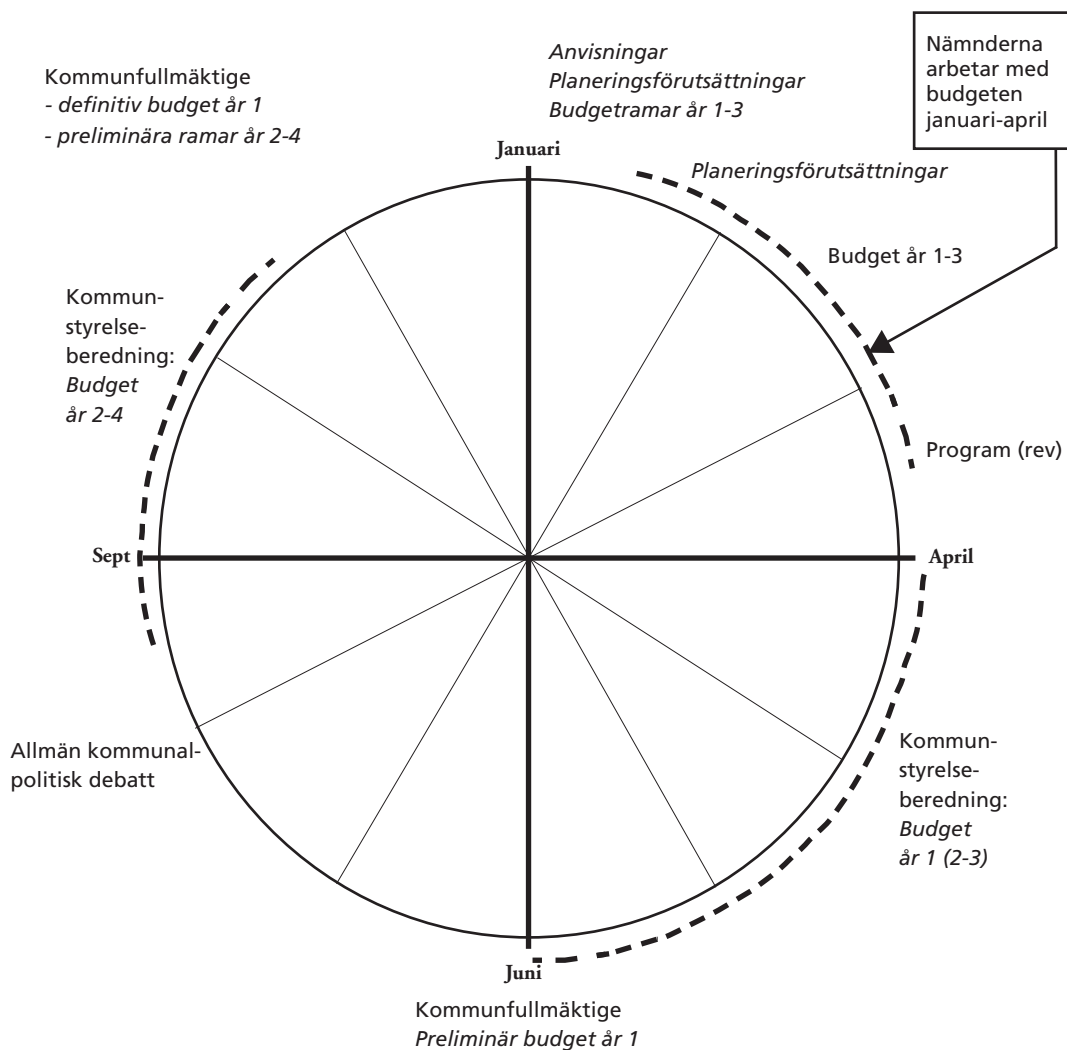 Kommunfullmäktige
- definitiv budget år 1
- preliminära ramar år 2-4
Anvisningar
Planeringsförutsättningar
Budgetramar år 1-3
Nämnderna
arbetar med
budgeten
januari-april
Januari
Planeringsförutsättningar
Budget år 1-3
Kommun-
styrelse-
beredning:
Budget
år 2-4
Program (rev)
Sept
April
Allmän kommunal-
politisk debatt
Kommun-
styrelse-
beredning:
Budget
år 1 (2-3)
Juni
Kommunfullmäktige
Preliminär budget år 1